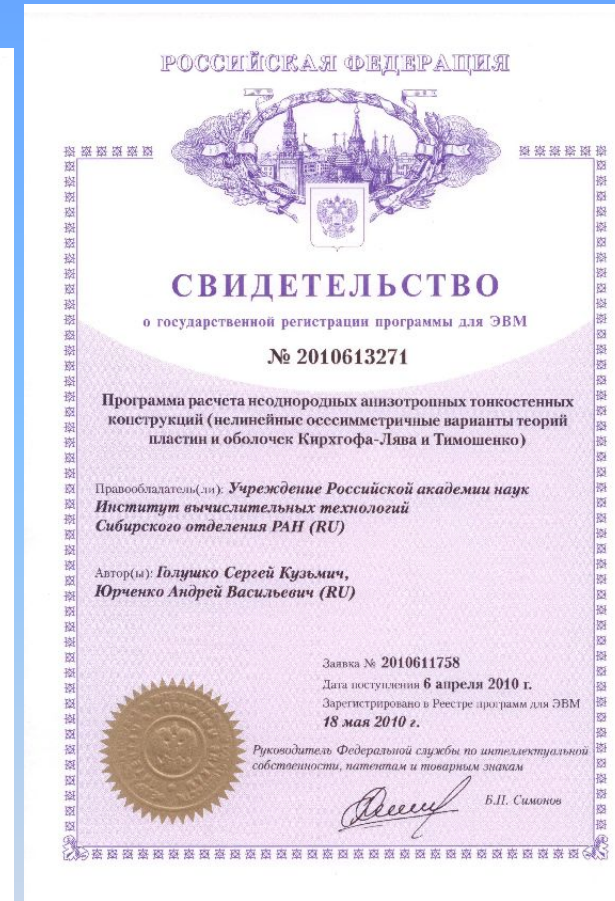 РОССИЙСКАЯ ФЕДЕРАЦИЯ
СВИДЕТЕЛЬСТВО
о государственной регистрации программы для ЭВМ
№ 2010613271
Программа расчета неоднородных анизотропных тонкостенных
конструкций (нелинейные осесимметричные варианты теорий
пластин и оболочек Кирхгофа-Лява и Тимошенко)
Правообладатель(ли): Учреждение Российской академии наук
Институт вычислительных технологий
Сибирского отделения РАН (RU)
Автор(ы): Голушко Сергей Кузьмич,
Юрченко Андрей Васильевич (RU)
Заявка № 2010611758
Дата поступления 6 апреля 2010 г.
Зарегистрировано в Реестре программ для ЭВМ
18 мая 2010 г.
Руководитель Федеральной службы по интеллектуальной
собственности, патентам и товарным знакам
Б.П. Симонов